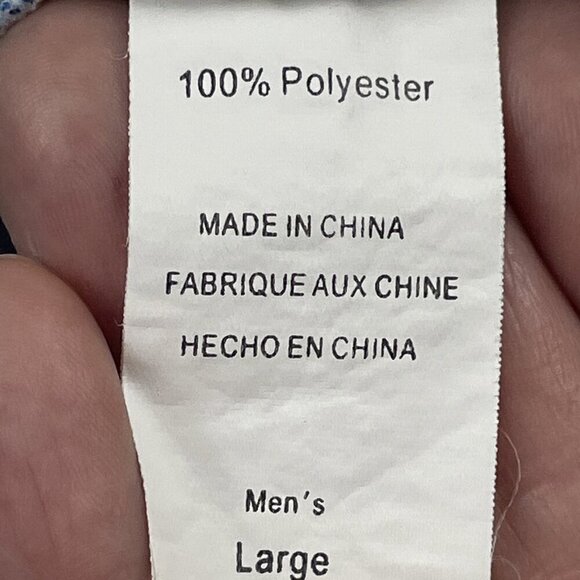 100% Polyester
MADE IN CHINA
FABRIQUE AUX CHINE
HECHO EN CHINA
Men's
Large